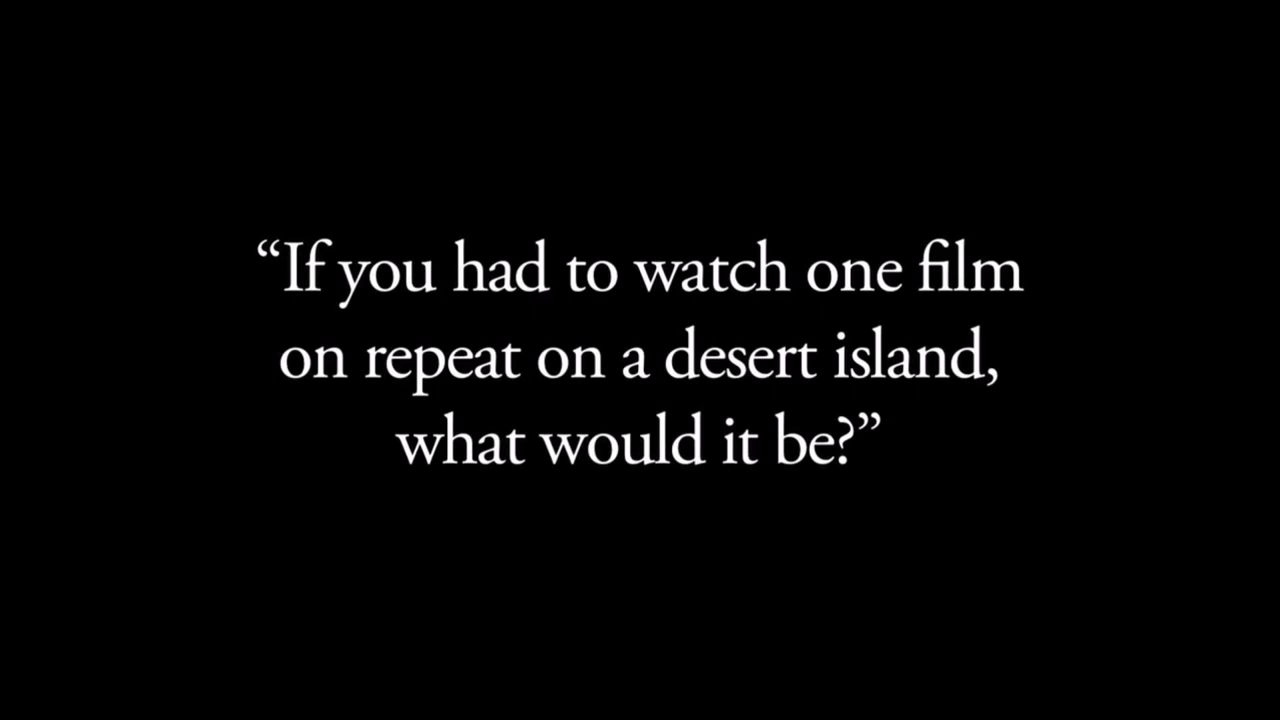 “If you had to watch one film
on repeat on a desert island,
what would it be?”